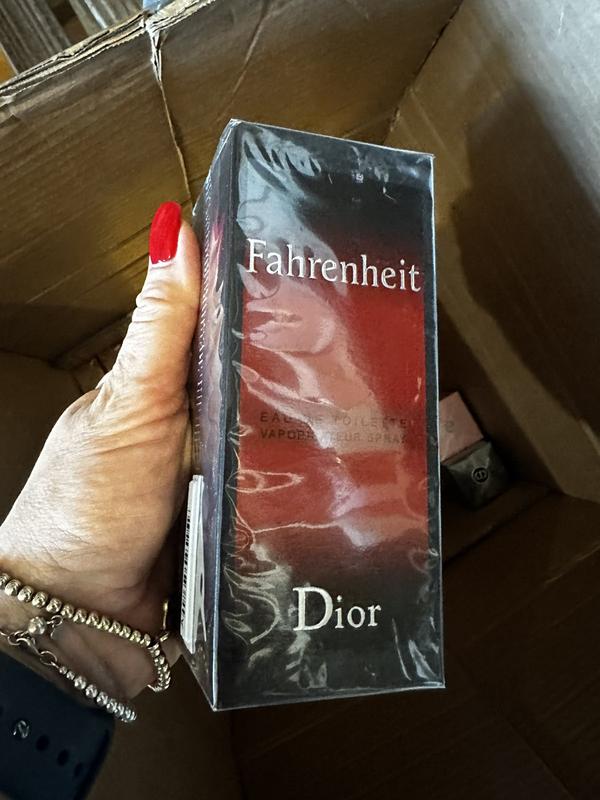 Fahrenheit
EAU DE TOILETTE
VAPORISATEUR SPRAY
Dior